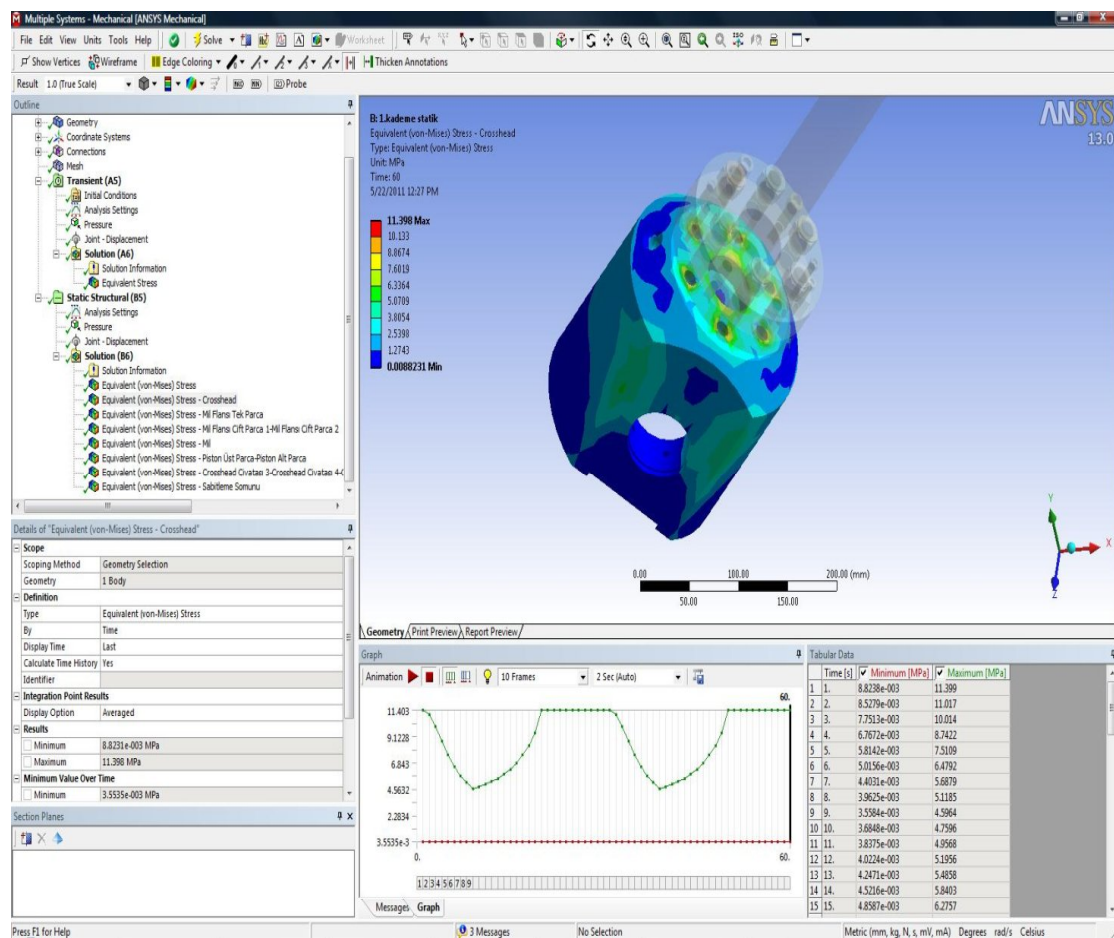 Multiple Systems - Mechanical [ANSYS Mechanical]
File Edit View Units Tools Help Solve Worksheet
Show Vertices Wireframe Edge Coloring Thicken Annotations
Result 1.0 (True Scale) Probe
Outline
Geometry
Coordinate Systems
Connections
Mesh
Transient (A5)
Initial Conditions
Analysis Settings
Pressure
Joint - Displacement
Solution (A6)
Solution Information
Equivalent Stress
Static Structural (B5)
Analysis Settings
Pressure
Joint - Displacement
Solution (B6)
Solution Information
Equivalent (von-Mises) Stress
Equivalent (von-Mises) Stress - Crosshead
Equivalent (von-Mises) Stress - Mil Flansı Tek Parca
Equivalent (von-Mises) Stress - Mil Flansı Cift Parca 1-Mil Flansı Cift Parca 2
Equivalent (von-Mises) Stress - Mil
Equivalent (von-Mises) Stress - Piston Üst Parca-Piston Alt Parca
Equivalent (von-Mises) Stress - Crosshead Civatası 3-Crosshead Civatası 4-C
Equivalent (von-Mises) Stress - Sabitleme Somunu
B: 1.kademe statik
Equivalent (von-Mises) Stress - Crosshead
Type: Equivalent (von-Mises) Stress
Unit: MPa
Time: 60
5/22/2011 12:27 PM
11.398 Max
10.133
8.8674
7.6019
6.3364
5.0709
3.8054
2.5398
1.2743
0.0088231 Min
ANSYS
13.0
Y
X
Z
0.00 100.00 200.00 (mm)
50.00 150.00
Geometry Print Preview Report Preview
Details of "Equivalent (von-Mises) Stress - Crosshead"
Scope
Scoping Method Geometry Selection
Geometry 1 Body
Definition
Type Equivalent (von-Mises) Stress
By Time
Display Time Last
Calculate Time History Yes
Identifier
Integration Point Results
Display Option Averaged
Results
Minimum 8.8231e-003 MPa
Maximum 11.398 MPa
Minimum Value Over Time
Minimum 3.5535e-003 MPa
Section Planes
Graph
Animation 10 Frames 2 Sec (Auto)
60.
11.403
9.1228
6.843
4.5632
2.2834
3.5535e-3
0. 60.
1 2 3 4 5 6 7 8 9
Messages Graph
Tabular Data
Time [s] Minimum [MPa] Maximum [MPa]
1 1. 8.8238e-003 11.399
2 2. 8.5279e-003 11.017
3 3. 7.7513e-003 10.014
4 4. 6.7672e-003 8.7422
5 5. 5.8142e-003 7.5109
6 6. 5.0156e-003 6.4792
7 7. 4.4031e-003 5.6879
8 8. 3.9625e-003 5.1185
9 9. 3.5584e-003 4.5964
10 10. 3.6848e-003 4.7596
11 11. 3.8375e-003 4.9568
12 12. 4.0224e-003 5.1956
13 13. 4.2471e-003 5.4858
14 14. 4.5216e-003 5.8403
15 15. 4.8587e-003 6.2757
Press F1 for Help 3 Messages No Selection Metric (mm, kg, N, s, mV, mA) Degrees rad/s Celsius